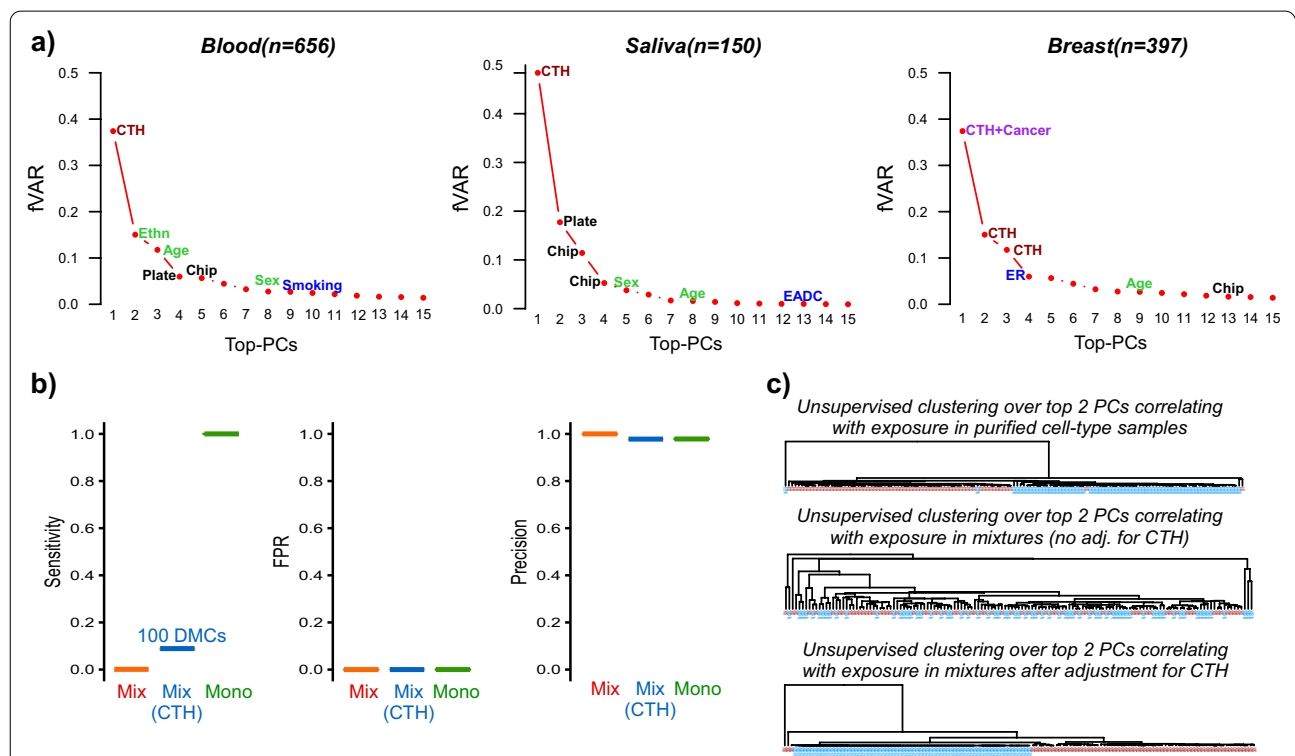 a)
Blood(n=656)
Saliva(n=150)
Breast(n=397)
fVAR
0.5
0.4
0.3
0.2
0.1
0.0
CTH
Ethn
Age
Plate
Chip
Sex
Smoking
1 2 3 4 5 6 7 8 9 10 11 12 13 14 15
Top-PCs
fVAR
0.5
0.4
0.3
0.2
0.1
0.0
CTH
Plate
Chip
Chip
Sex
Age
EADC
1 2 3 4 5 6 7 8 9 10 11 12 13 14 15
Top-PCs
fVAR
0.5
0.4
0.3
0.2
0.1
0.0
CTH+Cancer
CTH
CTH
ER
Age
Chip
1 2 3 4 5 6 7 8 9 10 11 12 13 14 15
Top-PCs
b)
Sensitivity
1.0
0.8
0.6
0.4
0.2
0.0
100 DMCs
Mix Mix Mono
(CTH)
FPR
1.0
0.8
0.6
0.4
0.2
0.0
Mix Mix Mono
(CTH)
Precision
1.0
0.8
0.6
0.4
0.2
0.0
Mix Mix Mono
(CTH)
c)
Unsupervised clustering over top 2 PCs correlating
with exposure in purified cell-type samples
Unsupervised clustering over top 2 PCs correlating
with exposure in mixtures (no adj. for CTH)
Unsupervised clustering over top 2 PCs correlating
with exposure in mixtures after adjustment for CTH